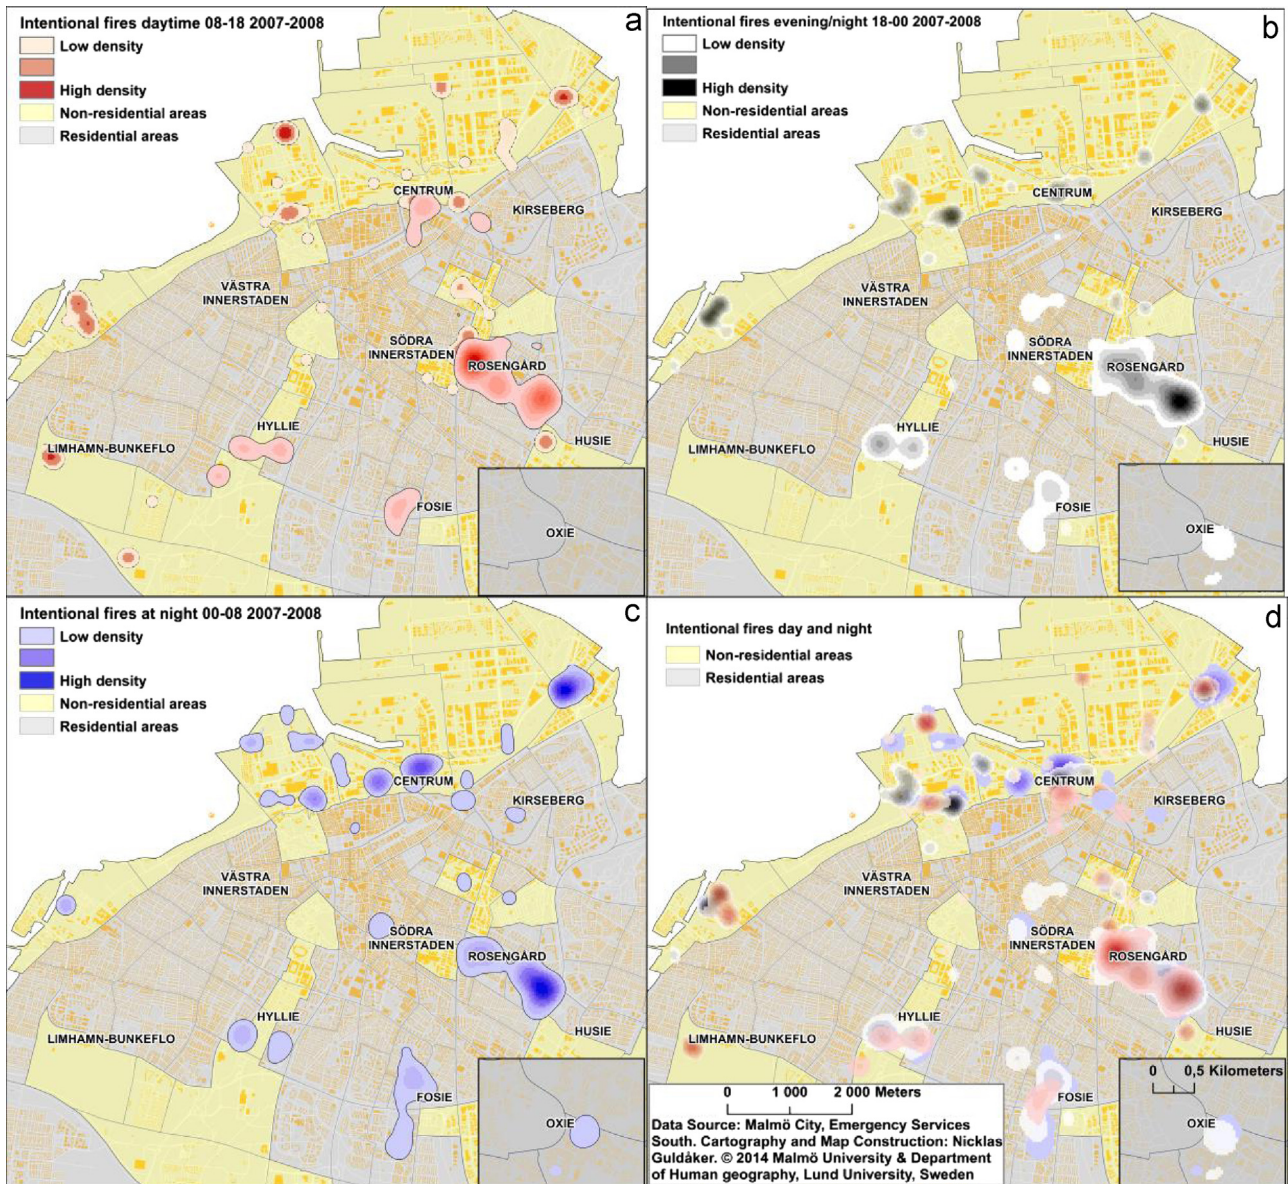 Intentional fires daytime 08-18 2007-2008
a
Low density
High density
Non-residential areas
Residential areas
CENTRUM
KIRSEBERG
VÄSTRA
INNERSTADEN
SÖDRA
INNERSTADEN
ROSENGÅRD
HYLLIE
LIMHAMN-BUNKEFLO
HUSIE
FOSIE
OXIE
Intentional fires evening/night 18-00 2007-2008
b
Low density
High density
Non-residential areas
Residential areas
CENTRUM
KIRSEBERG
VÄSTRA
INNERSTADEN
SÖDRA
INNERSTADEN
ROSENGÅRD
HYLLIE
LIMHAMN-BUNKEFLO
HUSIE
FOSIE
OXIE
Intentional fires at night 00-08 2007-2008
c
Low density
High density
Non-residential areas
Residential areas
CENTRUM
KIRSEBERG
VÄSTRA
INNERSTADEN
SÖDRA
INNERSTADEN
ROSENGÅRD
HYLLIE
LIMHAMN-BUNKEFLO
HUSIE
FOSIE
OXIE
Intentional fires day and night
d
Non-residential areas
Residential areas
CENTRUM
KIRSEBERG
VÄSTRA
INNERSTADEN
SÖDRA
INNERSTADEN
ROSENGÅRD
HYLLIE
LIMHAMN-BUNKEFLO
HUSIE
FOSIE
OXIE
0 0,5 Kilometers
0 1 000 2 000 Meters
Data Source: Malmö City, Emergency Services
South. Cartography and Map Construction: Nicklas
Guldåker. © 2014 Malmö University & Department
of Human geography, Lund University, Sweden